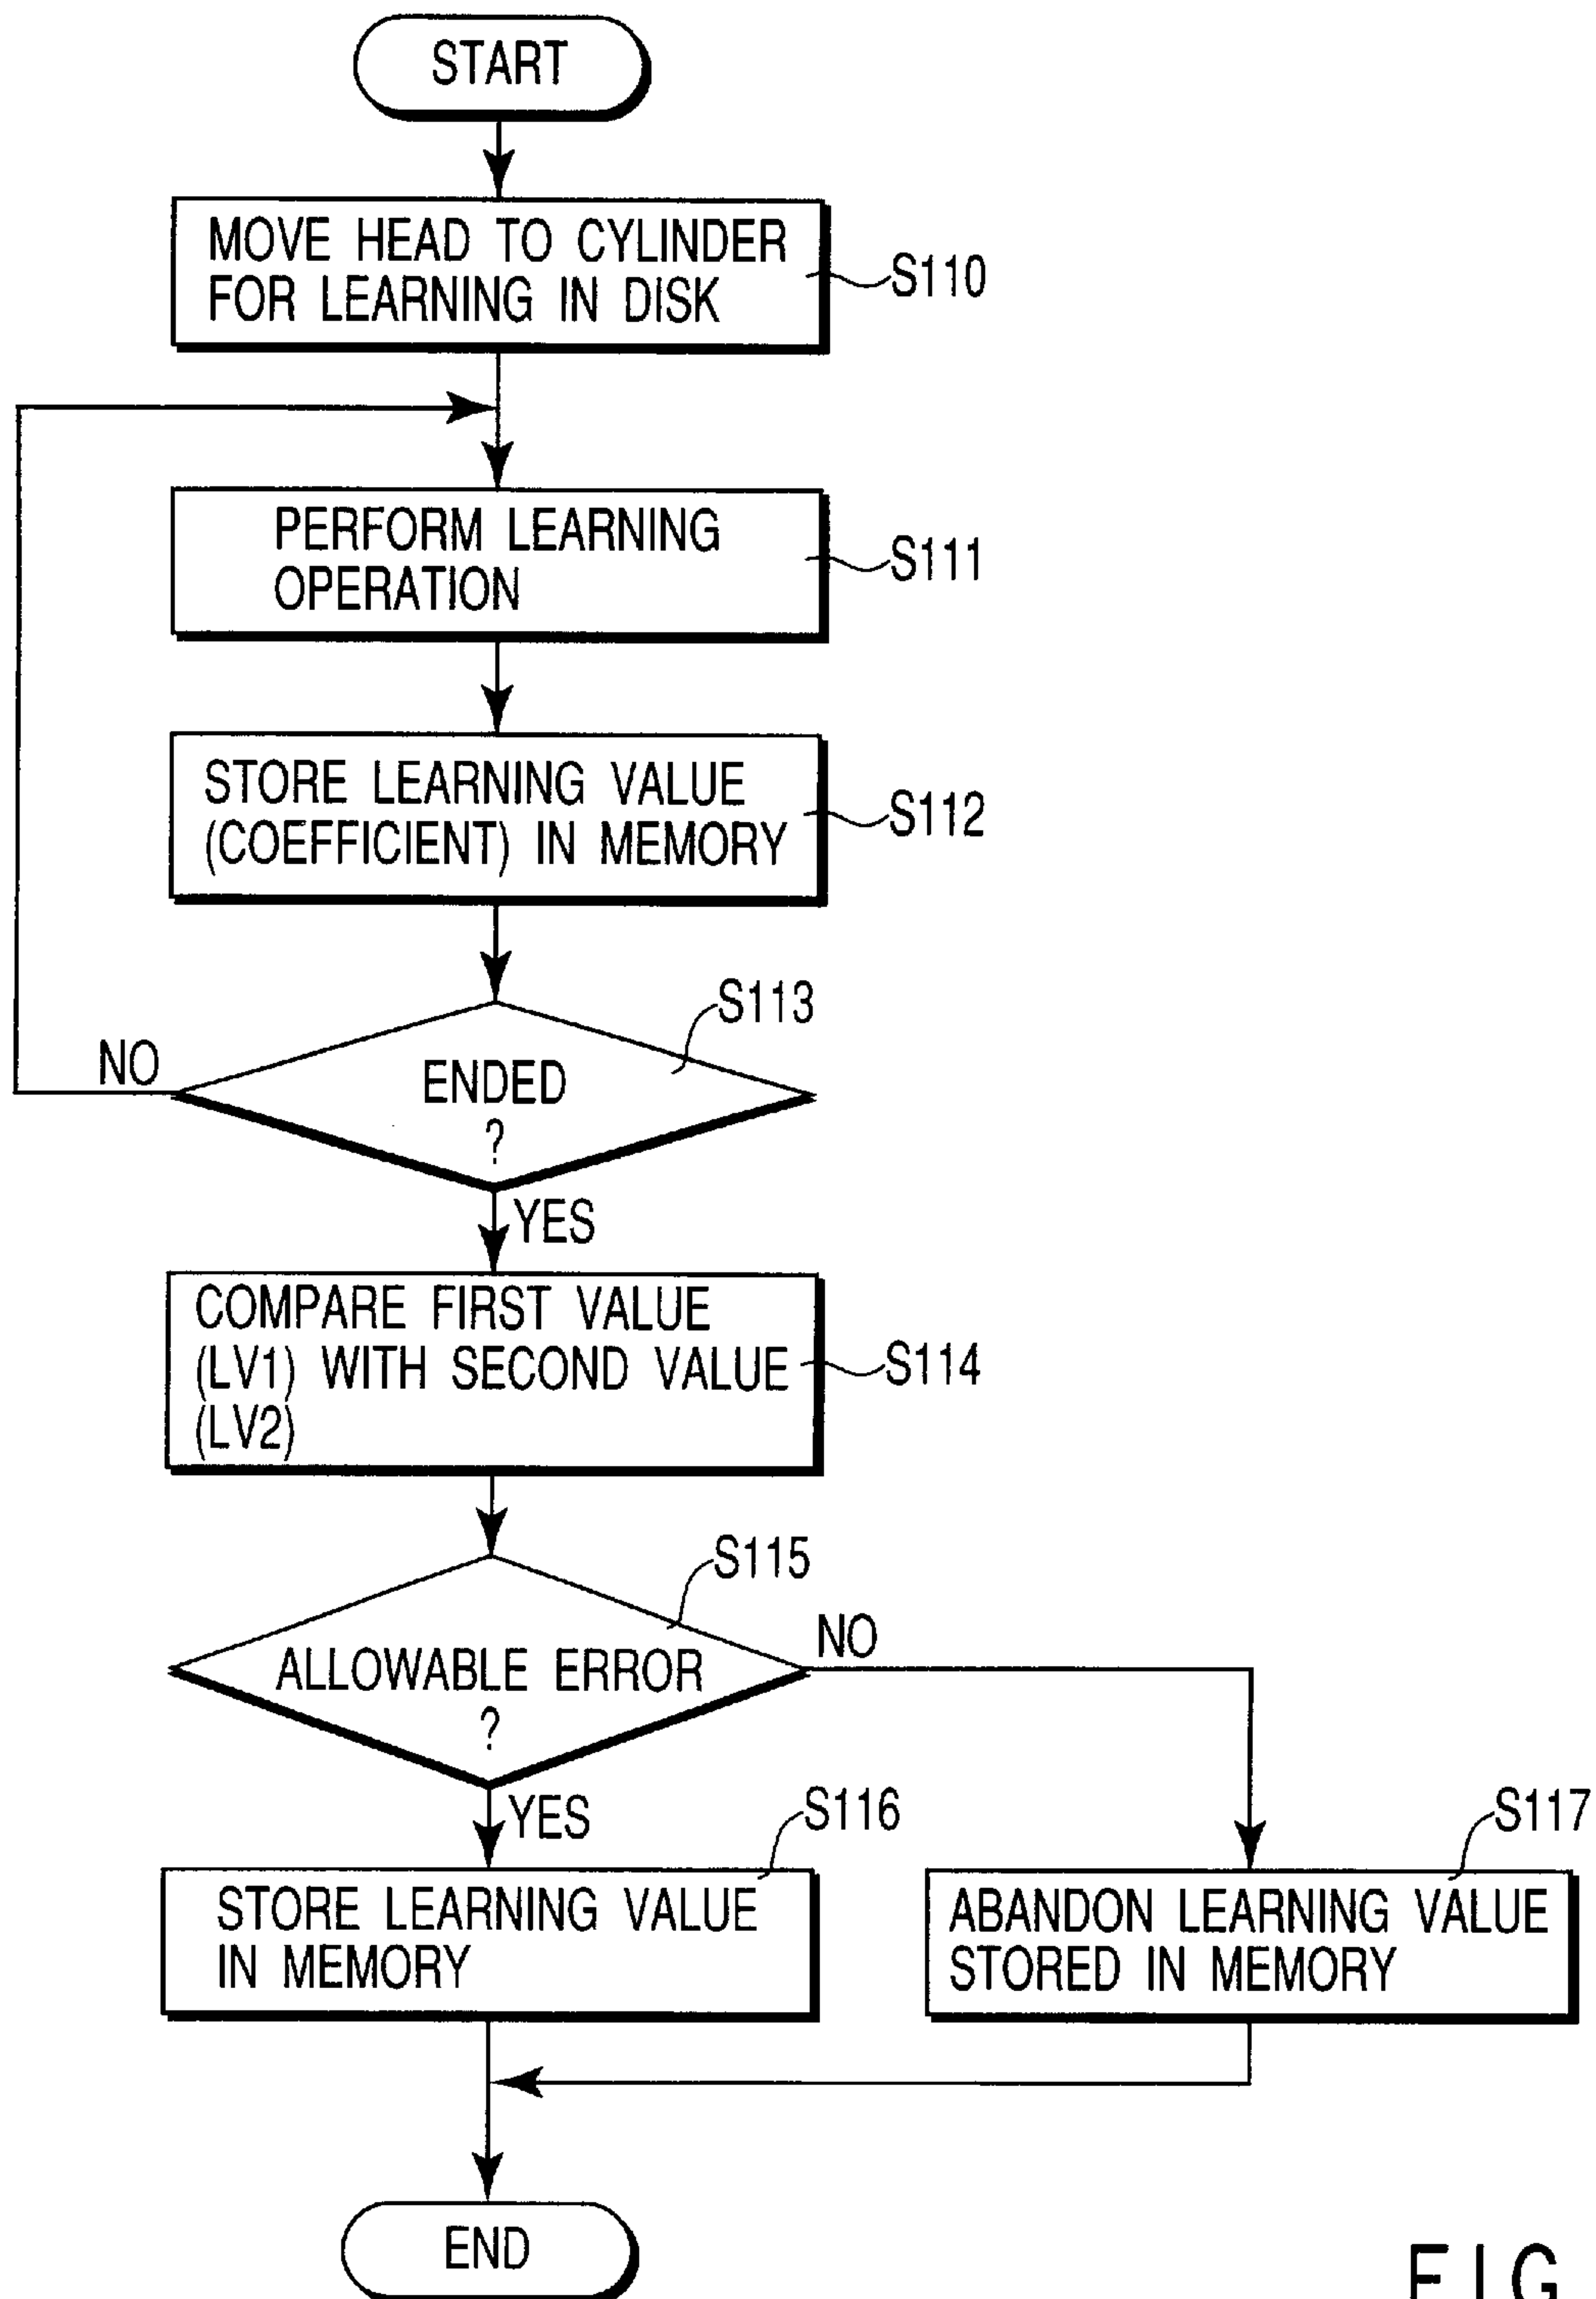 START
MOVE HEAD TO CYLINDER
FOR LEARNING IN DISK
S110
PERFORM LEARNING
OPERATION
S111
STORE LEARNING VALUE
(COEFFICIENT) IN MEMORY
S112
S113
NO
ENDED
?
YES
COMPARE FIRST VALUE
(LV1) WITH SECOND VALUE
(LV2)
S114
S115
NO
ALLOWABLE ERROR
?
YES
S116
S117
STORE LEARNING VALUE
IN MEMORY
ABANDON LEARNING VALUE
STORED IN MEMORY
END
FIG